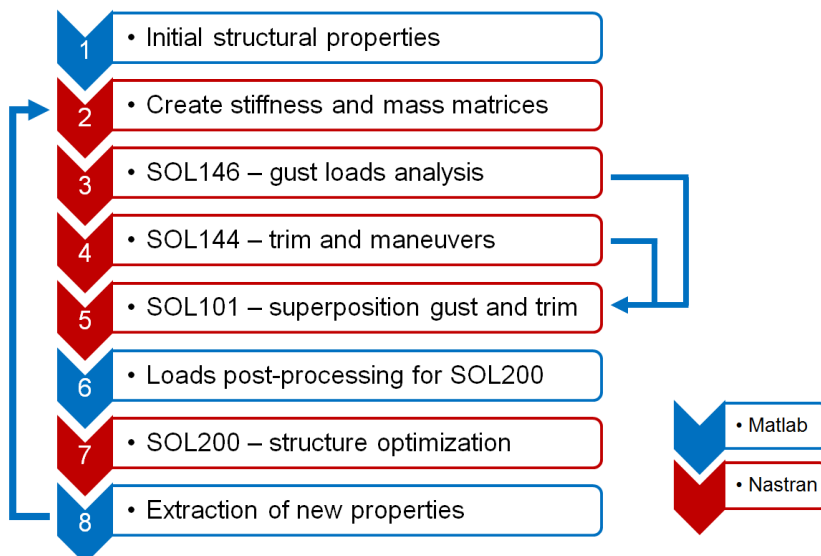 1
• Initial structural properties
2
• Create stiffness and mass matrices
3
• SOL146 – gust loads analysis
4
• SOL144 – trim and maneuvers
5
• SOL101 – superposition gust and trim
6
• Loads post-processing for SOL200
7
• SOL200 – structure optimization
8
• Extraction of new properties
• Matlab
• Nastran